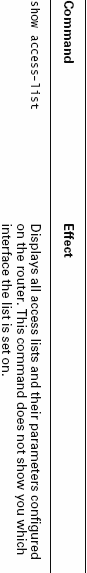 Command Effect
show access-list Displays all access lists and their parameters configured
on the router. This command does not show you which
interface the list is set on.